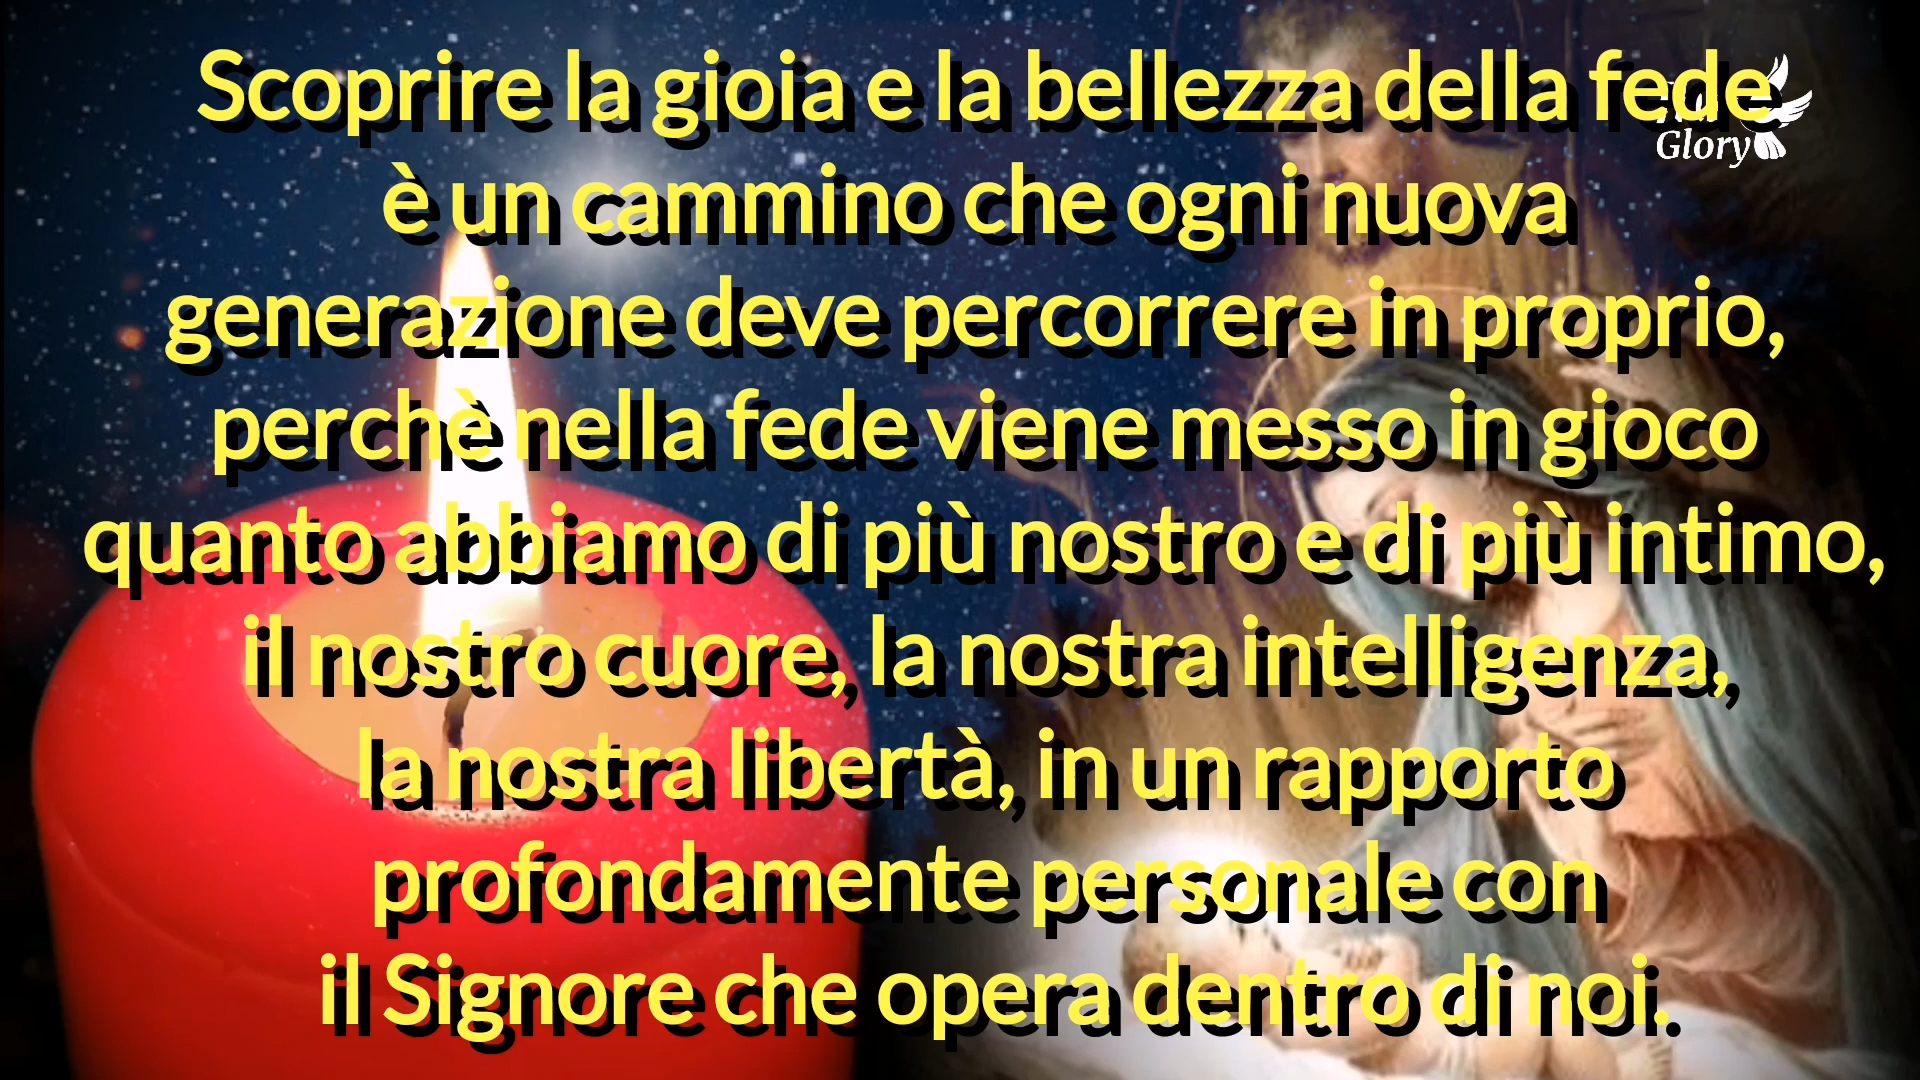 Scoprire la gioia e la bellezza della fede
è un cammino che ogni nuova
generazione deve percorrere in proprio,
perchè nella fede viene messo in gioco
quanto abbiamo di più nostro e di più intimo,
il nostro cuore, la nostra intelligenza,
la nostra libertà, in un rapporto
profondamente personale con
il Signore che opera dentro di noi.
Glory